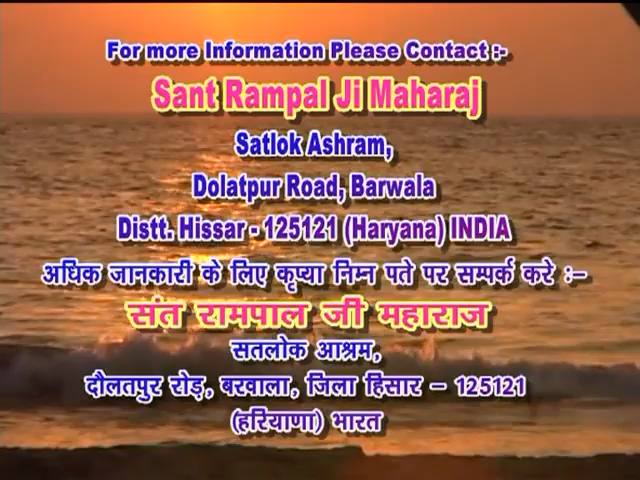 For more Information Please Contact :-
Sant Rampal Ji Maharaj
Satlok Ashram,
Dolatpur Road, Barwala
Distt. Hissar - 125121 (Haryana) INDIA
अधिक जानकारी के लिए कृप्या निम्न पते पर सम्पर्क करे :–
संत रामपाल जी महाराज
सतलोक आश्रम,
दौलतपुर रोड़, बरवाला, जिला हिसार – 125121
(हरियाणा) भारत